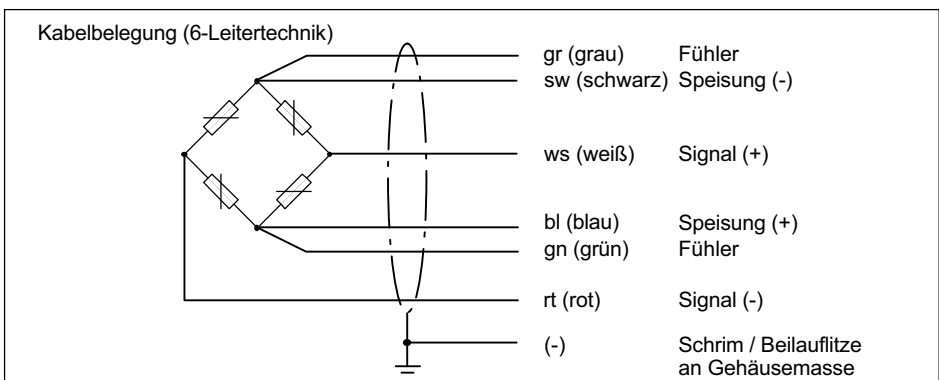 Kabelbelegung (6-Leitertechnik)
gr (grau) Fühler
sw (schwarz) Speisung (-)
ws (weiß) Signal (+)
bl (blau) Speisung (+)
gn (grün) Fühler
rt (rot) Signal (-)
(-) Schrim / Beilauflitze
an Gehäusemasse